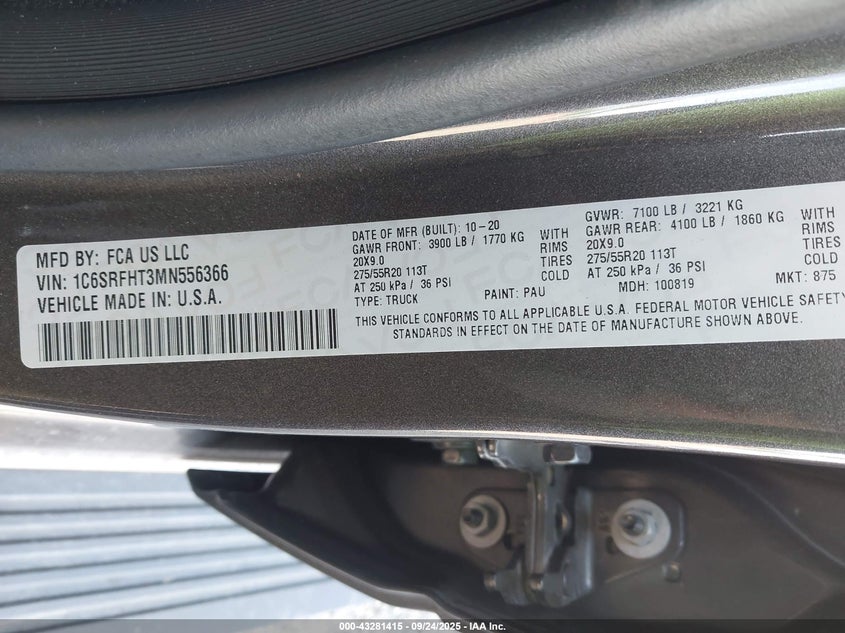 MFD BY: FCA US LLC
VIN: 1C6SRFHT3MN556366
VEHICLE MADE IN: U.S.A.
DATE OF MFR (BUILT): 10-20
GAWR FRONT: 3900 LB / 1770 KG WITH
20X9.0 RIMS
275/55R20 113T TIRES
AT 250 kPa / 36 PSI COLD
TYPE: TRUCK PAINT: PAU
GVWR: 7100 LB / 3221 KG
GAWR REAR: 4100 LB / 1860 KG WITH
20X9.0 RIMS
275/55R20 113T TIRES
AT 250 kPa / 36 PSI COLD
MDH: 100819 MKT: 875
THIS VEHICLE CONFORMS TO ALL APPLICABLE U.S.A. FEDERAL MOTOR VEHICLE SAFETY
STANDARDS IN EFFECT ON THE DATE OF MANUFACTURE SHOWN ABOVE.
000-43281415 - 09/24/2025 - IAA Inc.